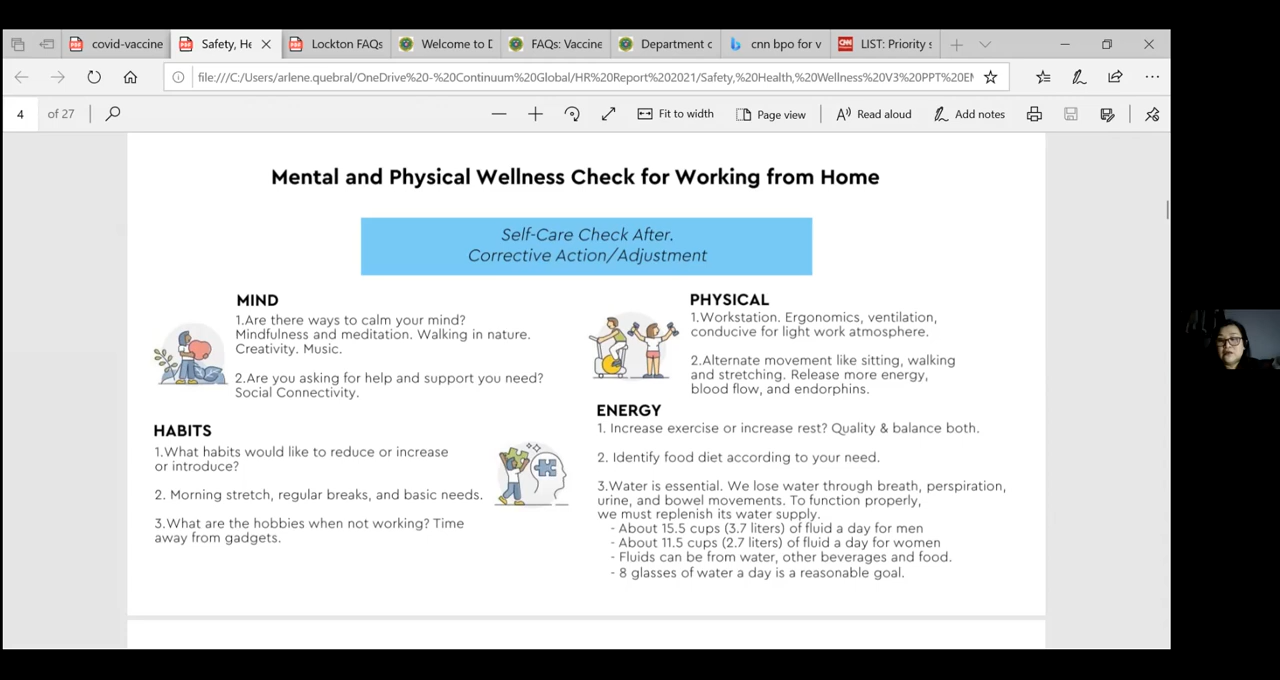 covid-vaccine
Safety, He
Lockton FAQs
Welcome to D
FAQs: Vaccine
Department o
cnn bpo for v
LIST: Priority s
file:///C:/Users/arlene.quebral/OneDrive%20-%20Continuum%20Global/HR%20Report%202021/Safety,%20Health,%20Wellness%20V3%20PPT%20EM
4 of 27
Fit to width
Page view
Read aloud
Add notes
Mental and Physical Wellness Check for Working from Home
Self-Care Check After.
Corrective Action/Adjustment
MIND
1.Are there ways to calm your mind?
Mindfulness and meditation. Walking in nature.
Creativity. Music.
2.Are you asking for help and support you need?
Social Connectivity.
HABITS
1.What habits would like to reduce or increase
or introduce?
2. Morning stretch, regular breaks, and basic needs.
3.What are the hobbies when not working? Time
away from gadgets.
PHYSICAL
1.Workstation. Ergonomics, ventilation,
conducive for light work atmosphere.
2.Alternate movement like sitting, walking
and stretching. Release more energy,
blood flow, and endorphins.
ENERGY
1. Increase exercise or increase rest? Quality & balance both.
2. Identify food diet according to your need.
3.Water is essential. We lose water through breath, perspiration,
urine, and bowel movements. To function properly,
we must replenish its water supply.
- About 15.5 cups (3.7 liters) of fluid a day for men
- About 11.5 cups (2.7 liters) of fluid a day for women
- Fluids can be from water, other beverages and food.
- 8 glasses of water a day is a reasonable goal.